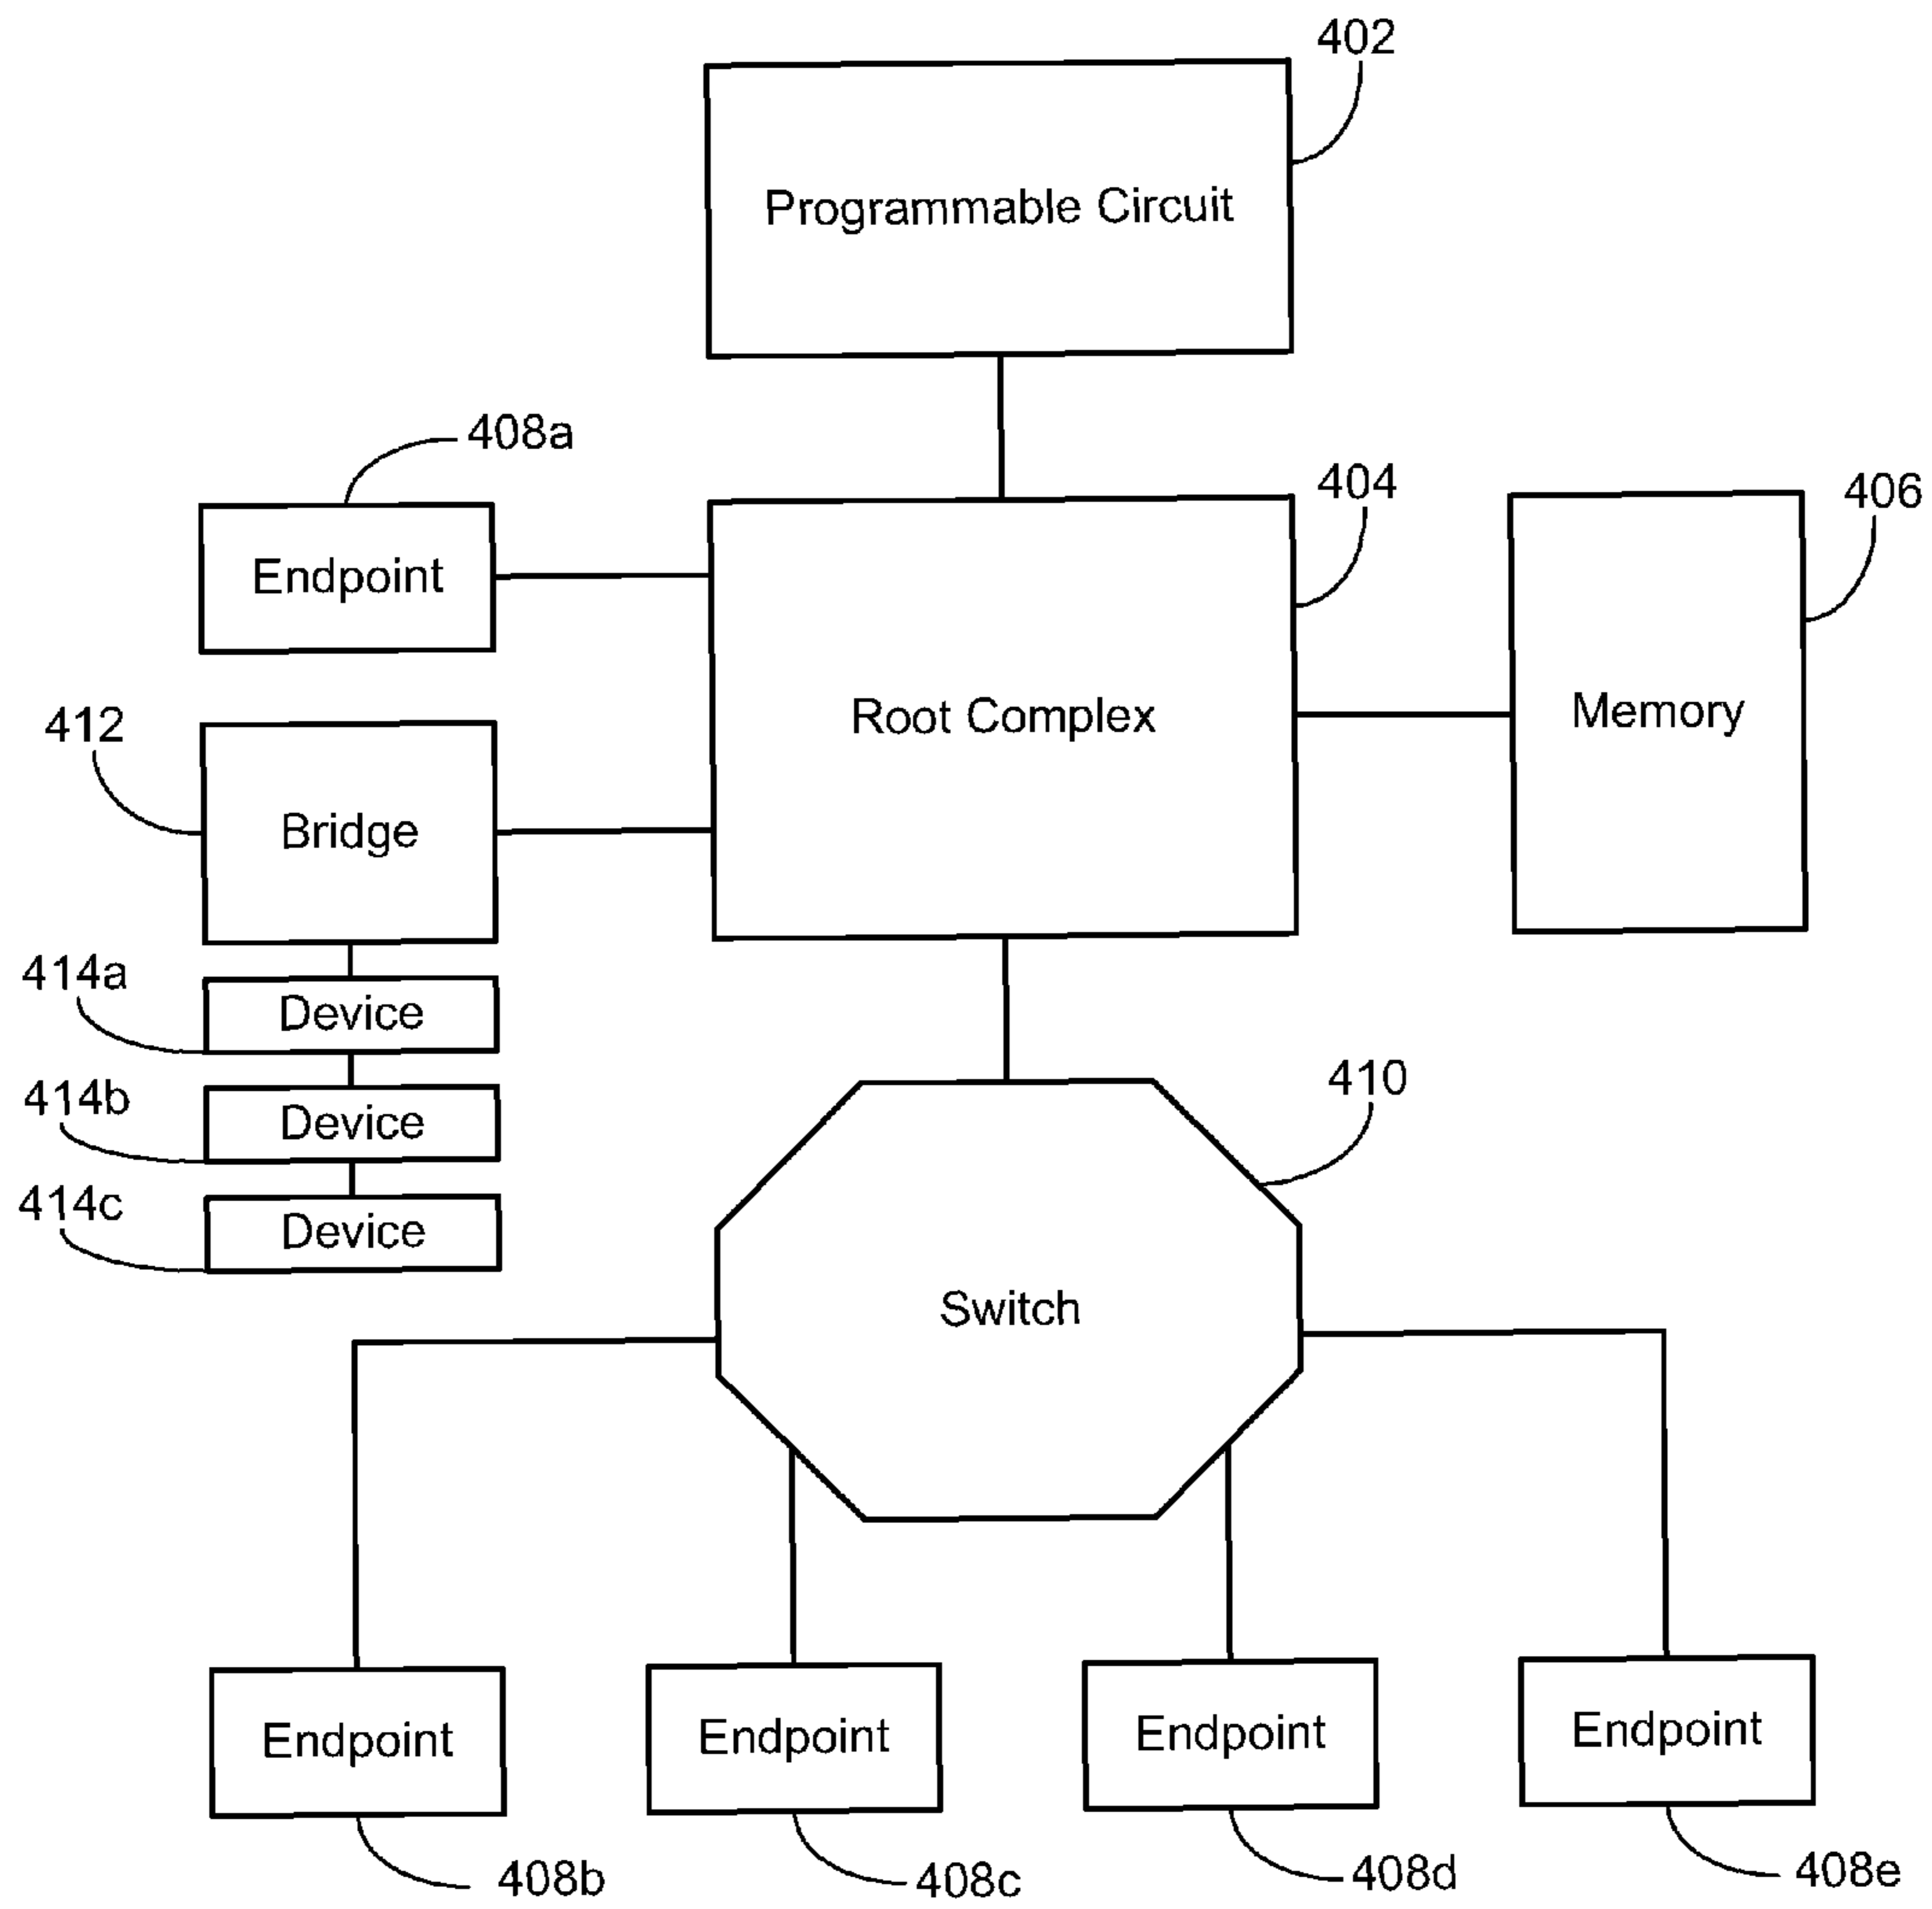 402
Programmable Circuit
408a
404
406
Endpoint
Root Complex
Memory
412
Bridge
414a
Device
414b
Device
414c
Device
410
Switch
Endpoint
Endpoint
Endpoint
Endpoint
408b
408c
408d
408e